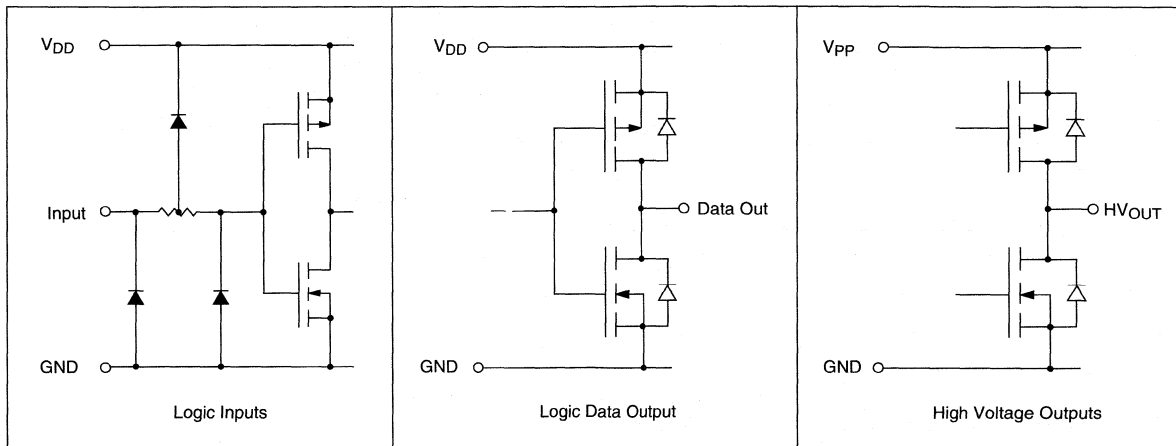 VDD
Input
GND
Logic Inputs
VDD
Data Out
GND
Logic Data Output
VPP
HVOUT
GND
High Voltage Outputs